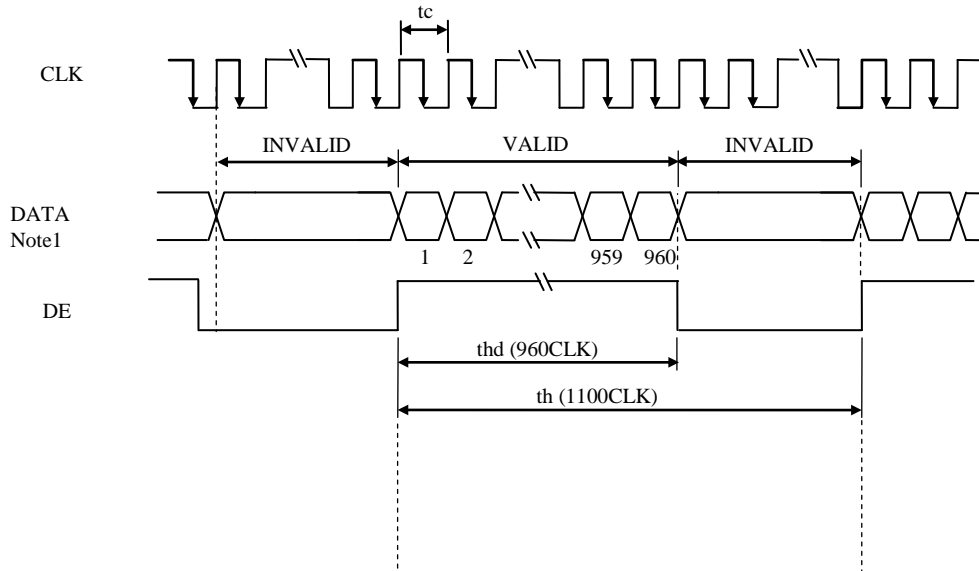 tc
CLK
INVALID
VALID
INVALID
DATA
Note1
1
2
959
960
DE
thd (960CLK)
th (1100CLK)